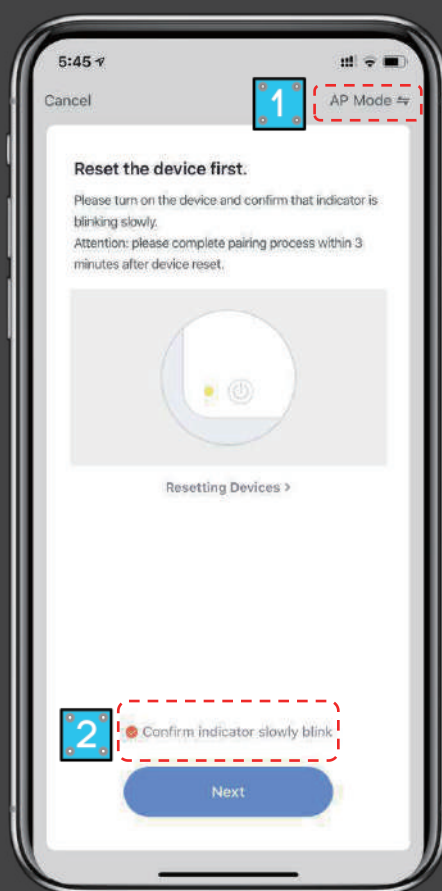 5:45
Cancel
1
AP Mode
Reset the device first.
Please turn on the device and confirm that indicator is
blinking slowly.
Attention: please complete pairing process within 3
minutes after device reset.
Resetting Devices >
2
Confirm indicator slowly blink
Next